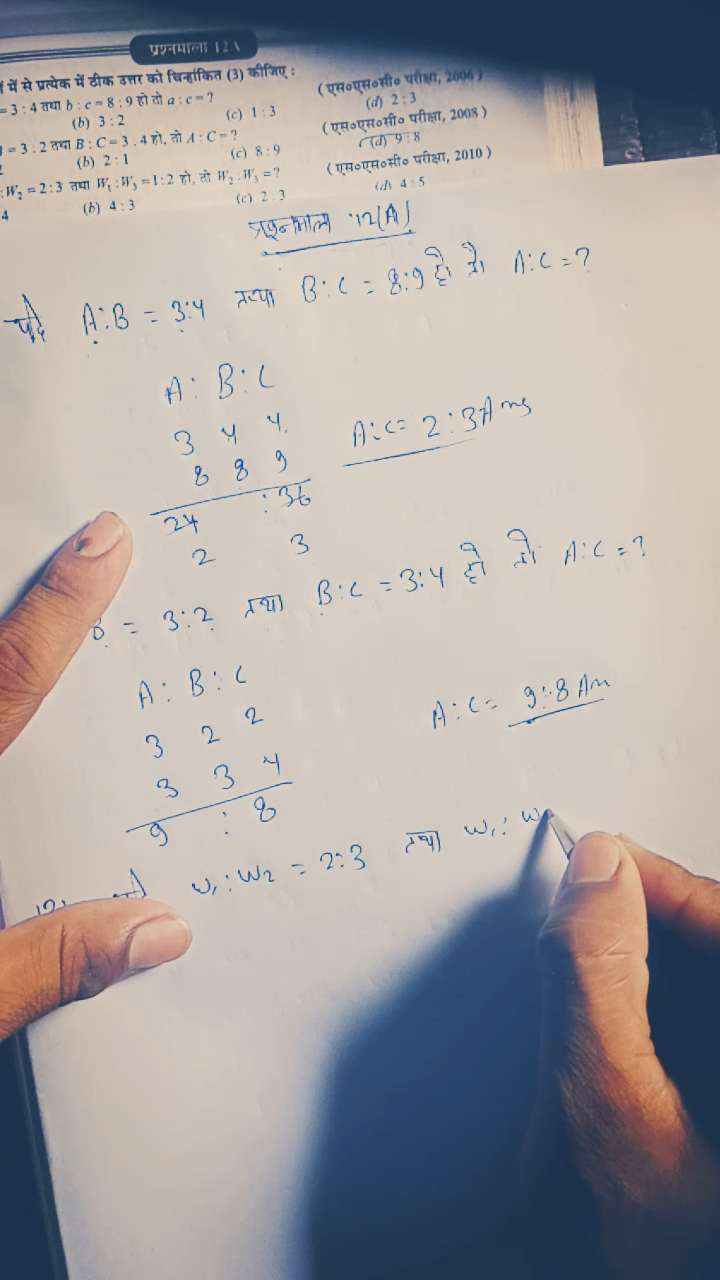 प्रश्नमाला 12A
में से प्रत्येक में ठीक उत्तर को चिन्हांकित (3) कीजिए :
= 3 : 4 तथा b : c = 8 : 9 हो तो a : c = ? (एस०एस०सी० परीक्षा, 2006)
(b) 3 : 2 (c) 1 : 3 (d) 2 : 3
= 3 : 2 तथा B : C = 3 . 4 हो, तो A : C = ? (एस०एस०सी० परीक्षा, 2008)
(b) 2 : 1 (c) 8 : 9 (d) 9 : 8
: W₂ = 2 : 3 तथा W₁ : W₃ = 1 : 2 हो, तो W₂ : W₃ = ? (एस०एस०सी० परीक्षा, 2010)
4 (b) 4 : 3 (c) 2 : 3 (d) 4 : 5
प्रश्नमाला 12(A)
यदि A:B = 3:4 तथा B:C = 8:9 हो तो A:C = ?
A : B : C
3 4 4
8 8 9
24 : 36
2 3
A:C = 2:3 Ans
B = 3:2 तथा B:C = 3:4 हो तो A:C = ?
A : B : C
3 2 2
3 3 4
9 : 8
A:C = 9:8 An
W₁:W₂ = 2:3 तथा W₁: W